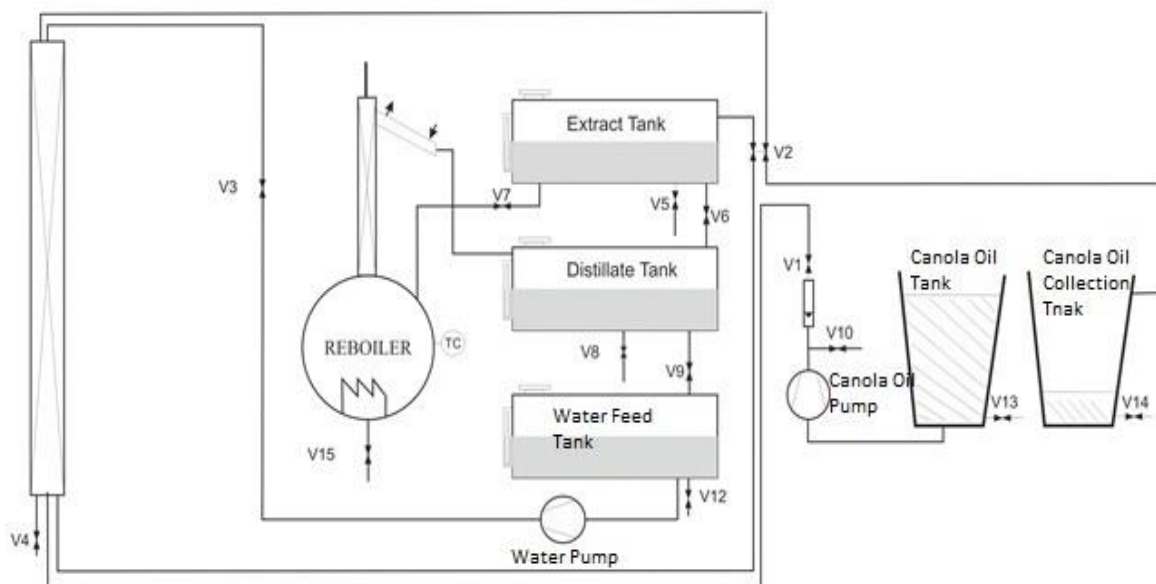 Extract Tank
V2
V3
V7
V5
V6
Canola Oil
Tank
Canola Oil
Collection
Tnak
V1
Distillate Tank
REBOILER
TC
V8
V9
V10
Canola Oil
Pump
V13
V14
Water Feed
Tank
V15
V12
V4
Water Pump